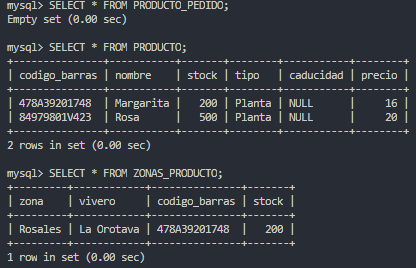 mysql> SELECT * FROM PRODUCTO_PEDIDO;
Empty set (0.00 sec)
mysql> SELECT * FROM PRODUCTO;
+---------------+-----------+-------+--------+-----------+--------+
| codigo_barras | nombre | stock | tipo | caducidad | precio |
+---------------+-----------+-------+--------+-----------+--------+
| 478A39201748 | Margarita | 200 | Planta | NULL | 16 |
| 84979801V423 | Rosa | 500 | Planta | NULL | 20 |
+---------------+-----------+-------+--------+-----------+--------+
2 rows in set (0.00 sec)
mysql> SELECT * FROM ZONAS_PRODUCTO;
+---------+------------+---------------+-------+
| zona | vivero | codigo_barras | stock |
+---------+------------+---------------+-------+
| Rosales | La Orotava | 478A39201748 | 200 |
+---------+------------+---------------+-------+
1 row in set (0.00 sec)